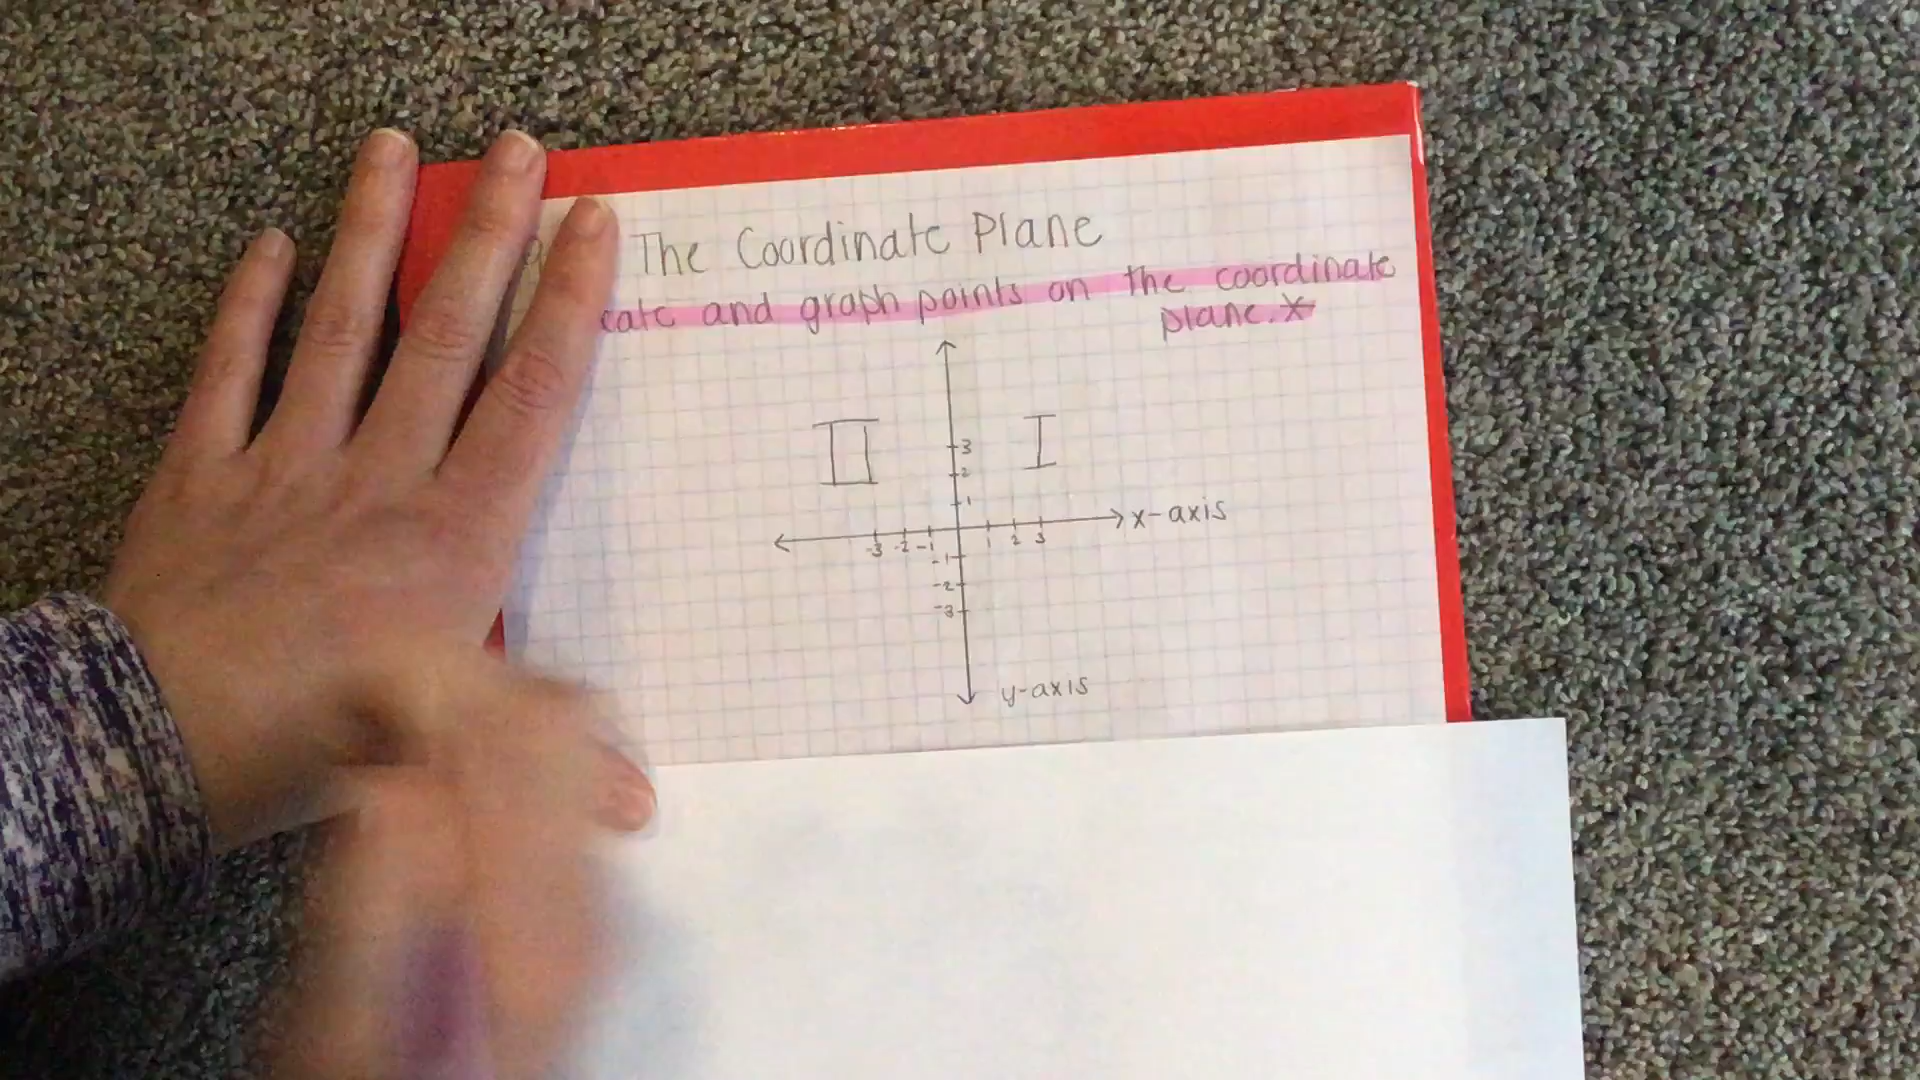 The Coordinate Plane
and graph points on the coordinate
plane.
II I
3
2
1
x-axis
-3 -2 -1 1 2 3
-1
-2
-3
y-axis